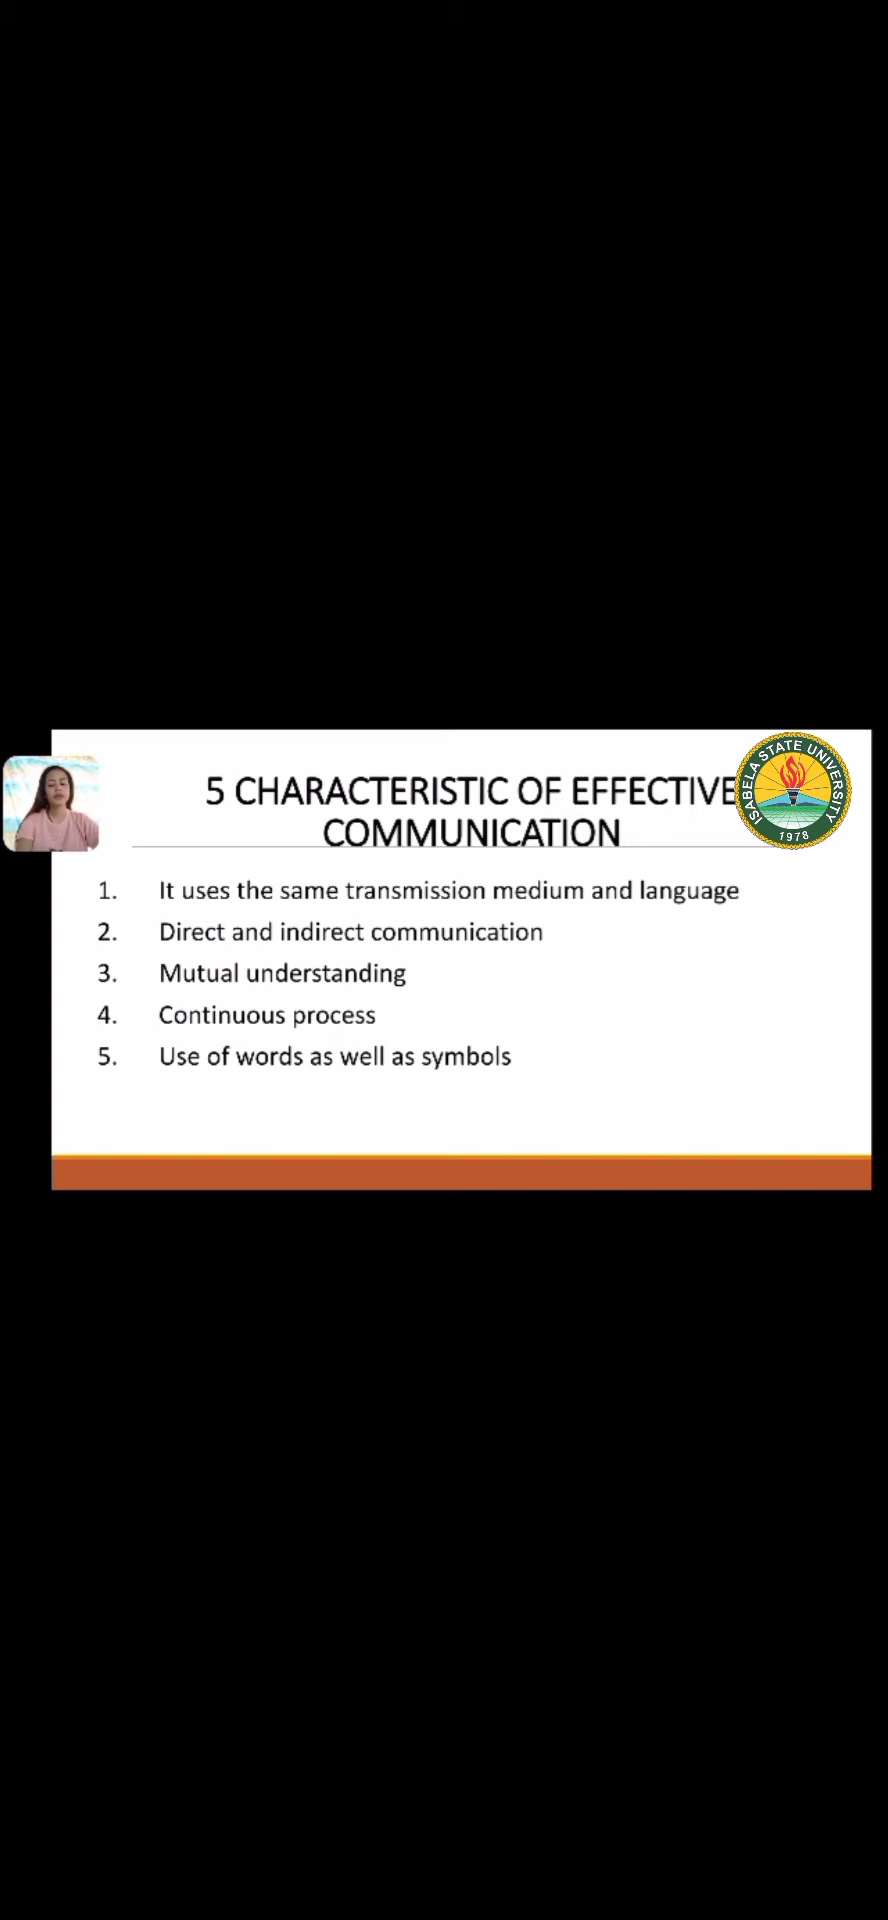 5 CHARACTERISTIC OF EFFECTIVE
COMMUNICATION
ISABELA STATE UNIVERSITY
1978
1. It uses the same transmission medium and language
2. Direct and indirect communication
3. Mutual understanding
4. Continuous process
5. Use of words as well as symbols